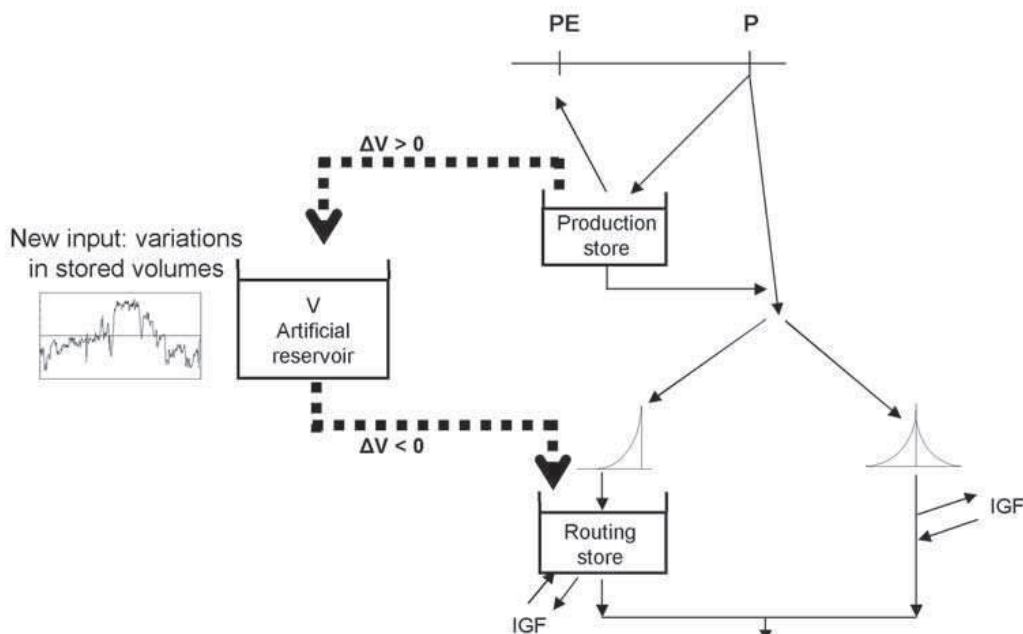 PE
P
ΔV > 0
Production
store
New input: variations
in stored volumes
V
Artificial
reservoir
ΔV < 0
IGF
Routing
store
IGF